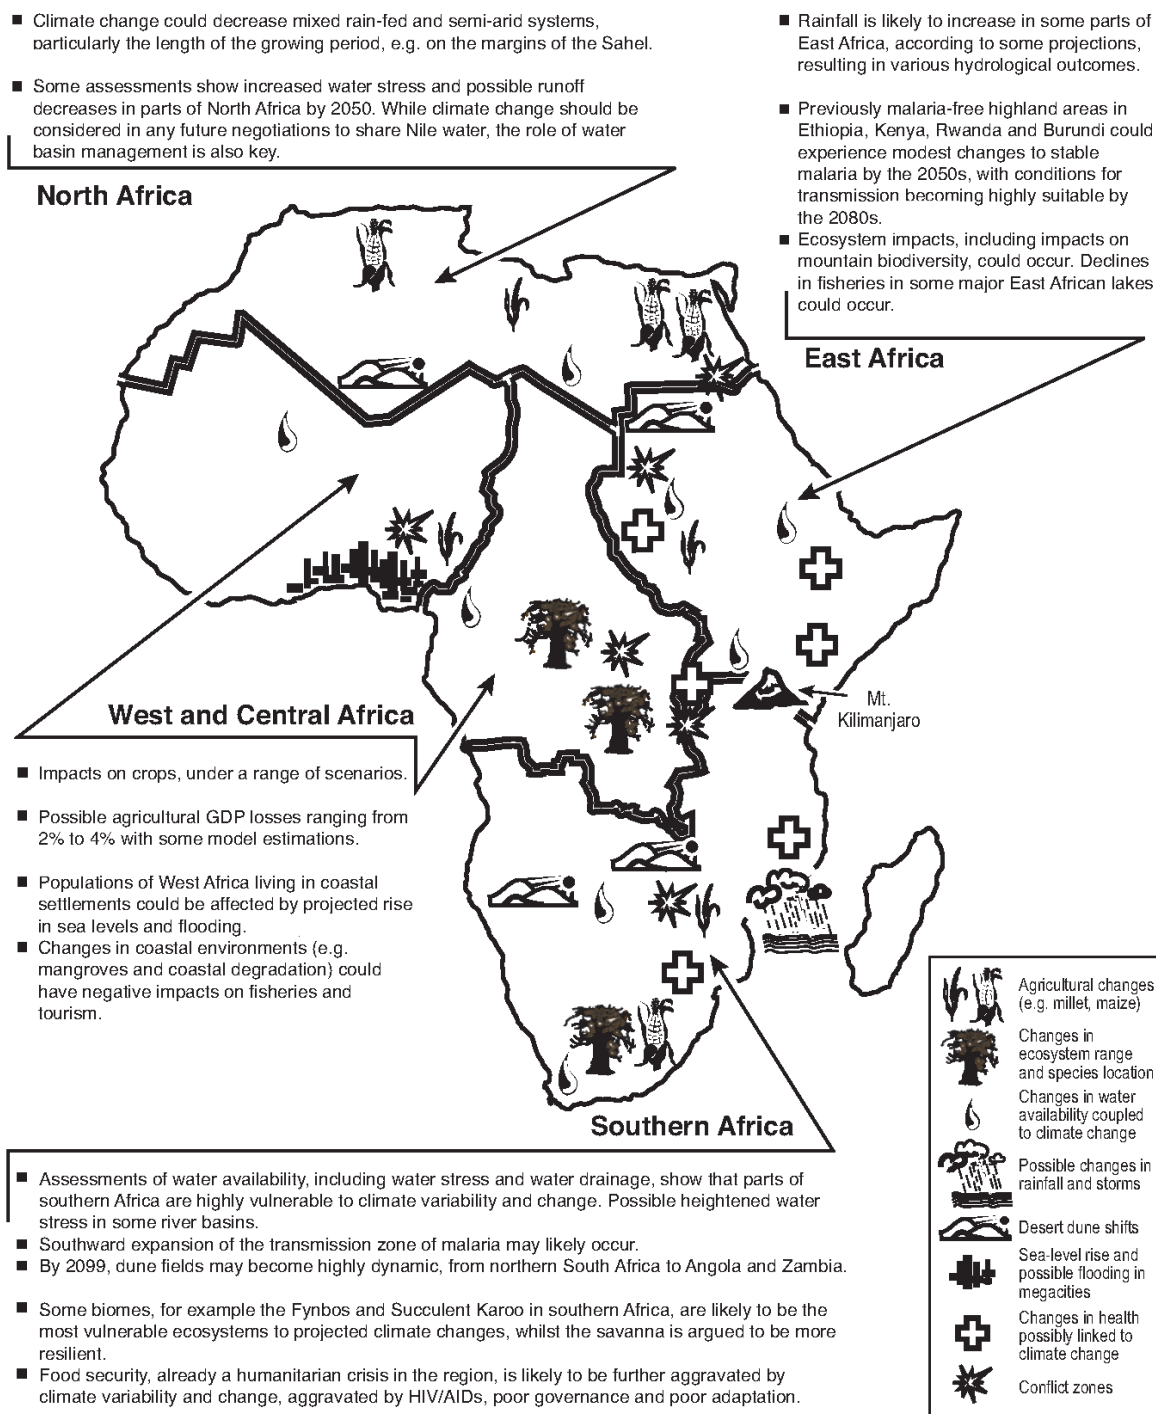 ■ Climate change could decrease mixed rain-fed and semi-arid systems,
particularly the length of the growing period, e.g. on the margins of the Sahel.
■ Some assessments show increased water stress and possible runoff
decreases in parts of North Africa by 2050. While climate change should be
considered in any future negotiations to share Nile water, the role of water
basin management is also key.
North Africa
■ Rainfall is likely to increase in some parts of
East Africa, according to some projections,
resulting in various hydrological outcomes.
■ Previously malaria-free highland areas in
Ethiopia, Kenya, Rwanda and Burundi could
experience modest changes to stable
malaria by the 2050s, with conditions for
transmission becoming highly suitable by
the 2080s.
■ Ecosystem impacts, including impacts on
mountain biodiversity, could occur. Declines
in fisheries in some major East African lakes
could occur.
East Africa
Mt.
Kilimanjaro
West and Central Africa
■ Impacts on crops, under a range of scenarios.
■ Possible agricultural GDP losses ranging from
2% to 4% with some model estimations.
■ Populations of West Africa living in coastal
settlements could be affected by projected rise
in sea levels and flooding.
■ Changes in coastal environments (e.g.
mangroves and coastal degradation) could
have negative impacts on fisheries and
tourism.
Southern Africa
■ Assessments of water availability, including water stress and water drainage, show that parts of
southern Africa are highly vulnerable to climate variability and change. Possible heightened water
stress in some river basins.
■ Southward expansion of the transmission zone of malaria may likely occur.
■ By 2099, dune fields may become highly dynamic, from northern South Africa to Angola and Zambia.
■ Some biomes, for example the Fynbos and Succulent Karoo in southern Africa, are likely to be the
most vulnerable ecosystems to projected climate changes, whilst the savanna is argued to be more
resilient.
■ Food security, already a humanitarian crisis in the region, is likely to be further aggravated by
climate variability and change, aggravated by HIV/AIDs, poor governance and poor adaptation.
Agricultural changes
(e.g. millet, maize)
Changes in
ecosystem range
and species location
Changes in water
availability coupled
to climate change
Possible changes in
rainfall and storms
Desert dune shifts
Sea-level rise and
possible flooding in
megacities
Changes in health
possibly linked to
climate change
Conflict zones